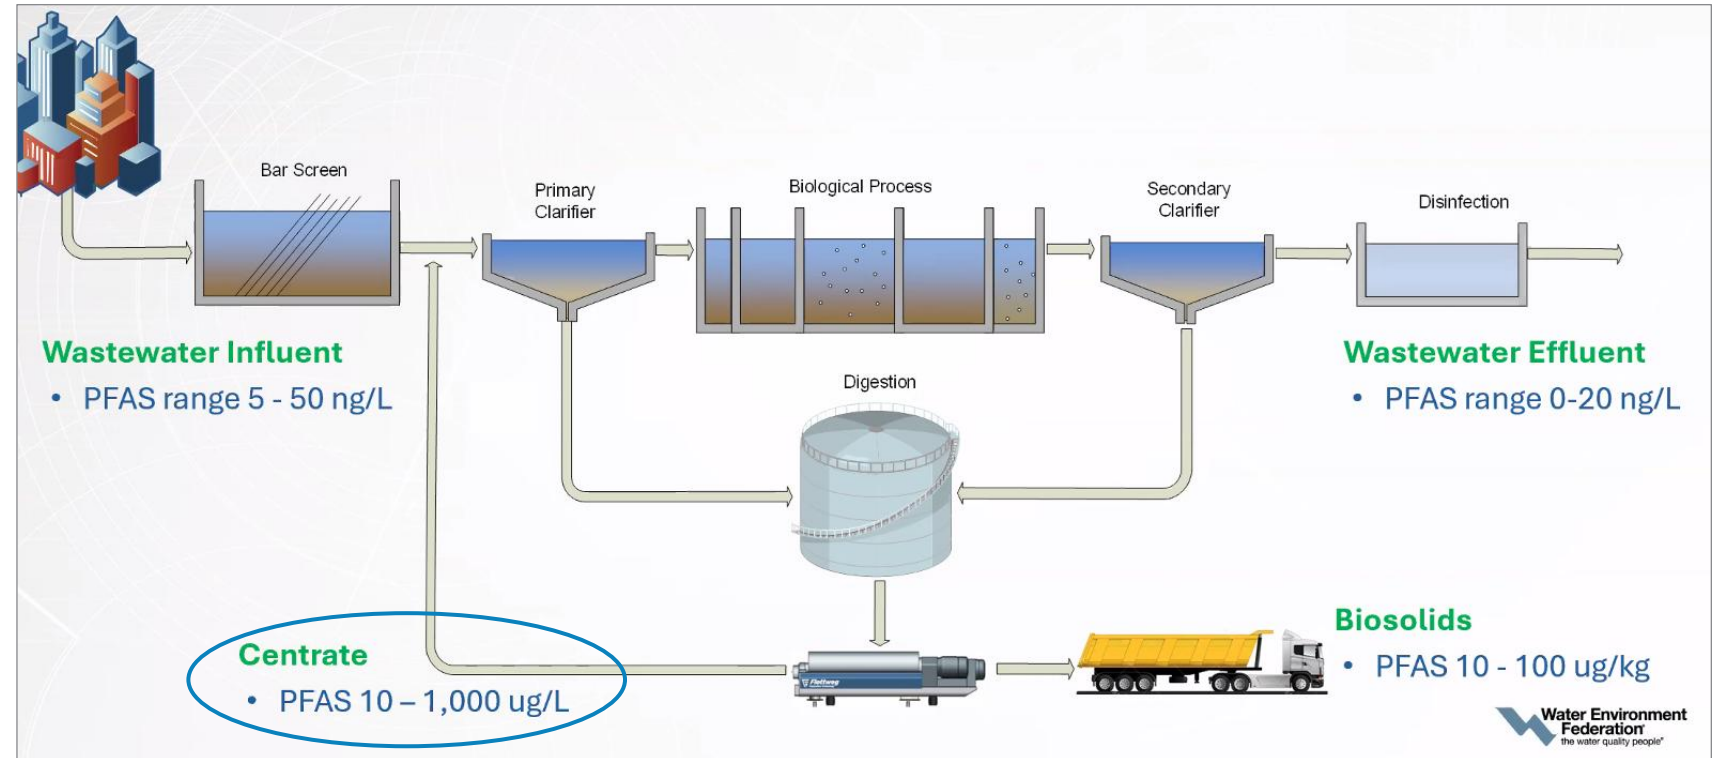 Bar Screen
Primary
Clarifier
Biological Process
Secondary
Clarifier
Disinfection
Wastewater Influent
• PFAS range 5 - 50 ng/L
Wastewater Effluent
• PFAS range 0-20 ng/L
Digestion
Centrate
• PFAS 10 – 1,000 ug/L
Flottweg
Biosolids
• PFAS 10 - 100 ug/kg
Water Environment
Federation
the water quality people®